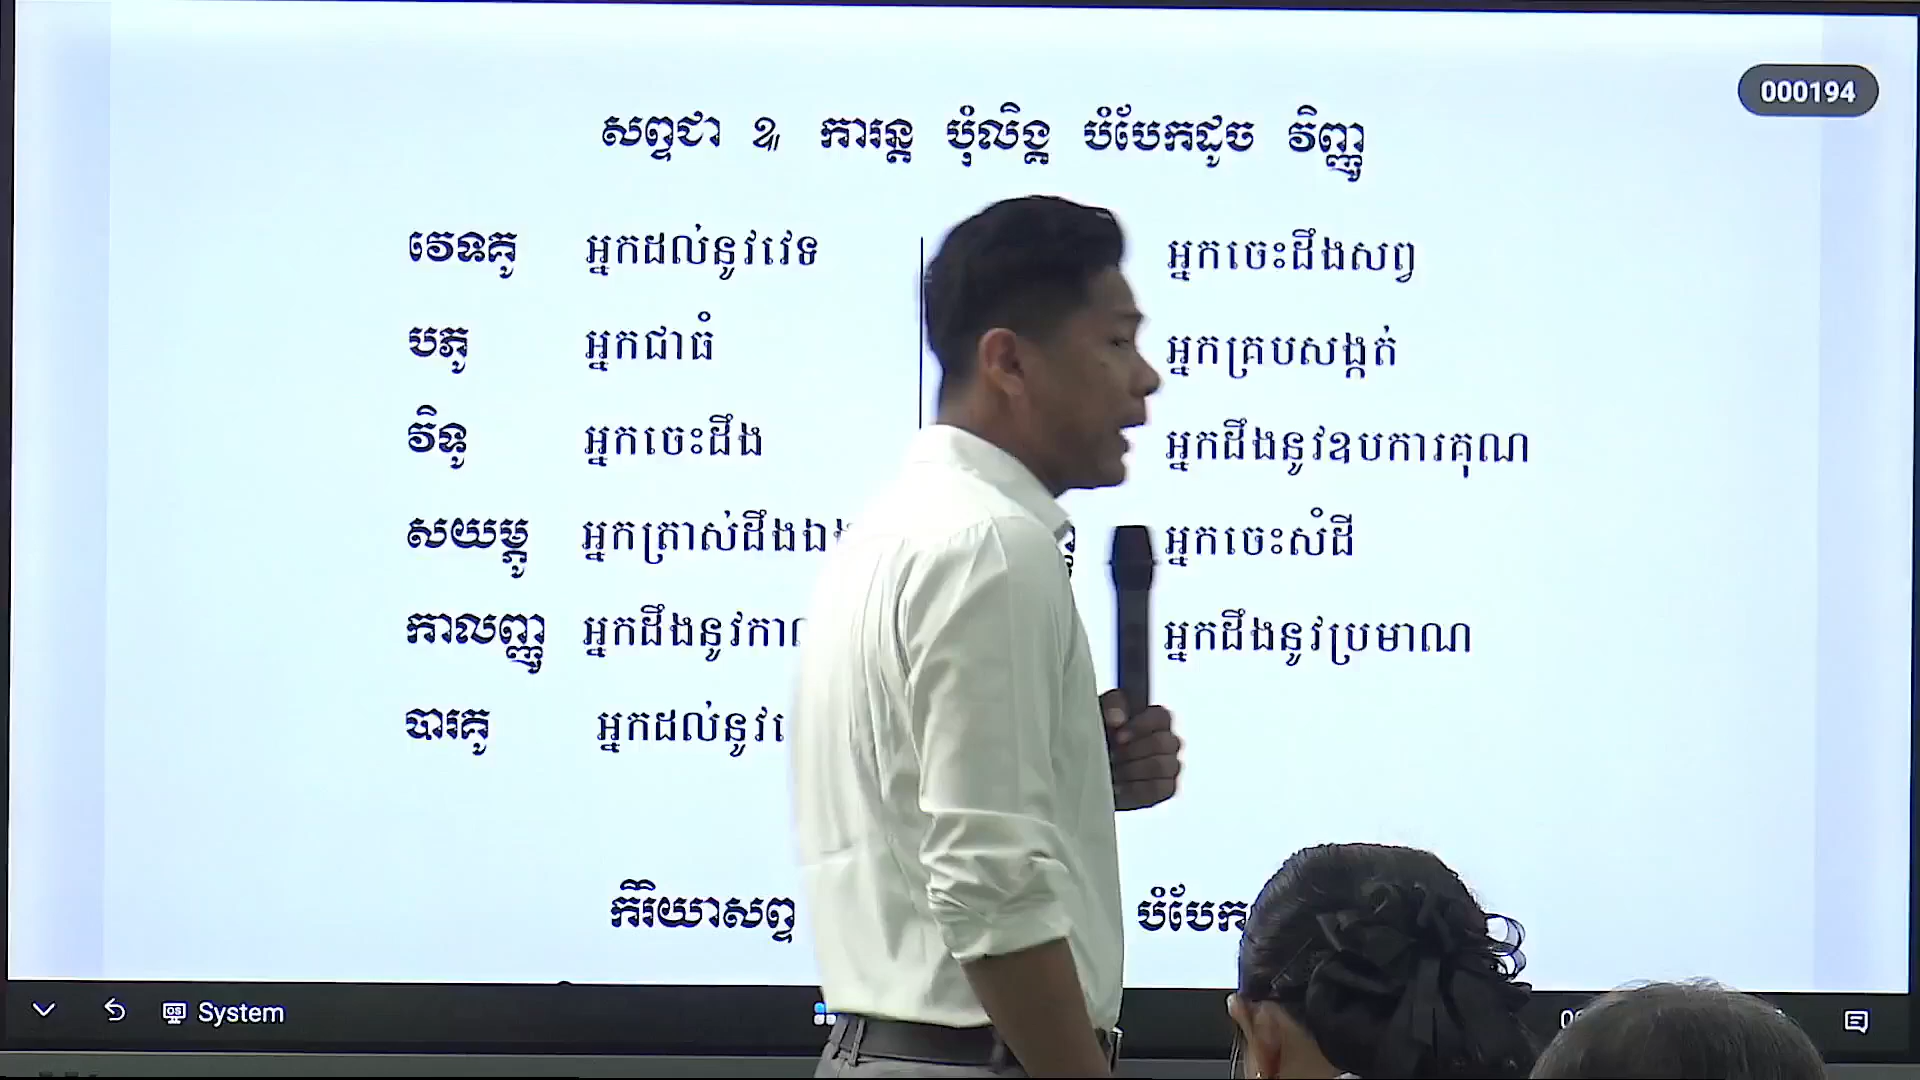 000194
សព្ទជា ឩ ការន្ត បុំលិង្គ បំបែកដូច វិញ្ញូ
វេទគូ អ្នកដល់នូវវេទ អ្នកចេះដឹងសព្វ
បភូ អ្នកជាធំ អ្នកគ្របសង្កត់
វិទូ អ្នកចេះដឹង អ្នកដឹងនូវឧបការគុណ
សយម្ភូ អ្នកត្រាស់ដឹងឯង អ្នកចេះសំដី
កាលញ្ញូ អ្នកដឹងនូវកាល អ្នកដឹងនូវប្រមាណ
បារគូ អ្នកដល់នូវ
កិរិយាសព្ទ បំបែក
System